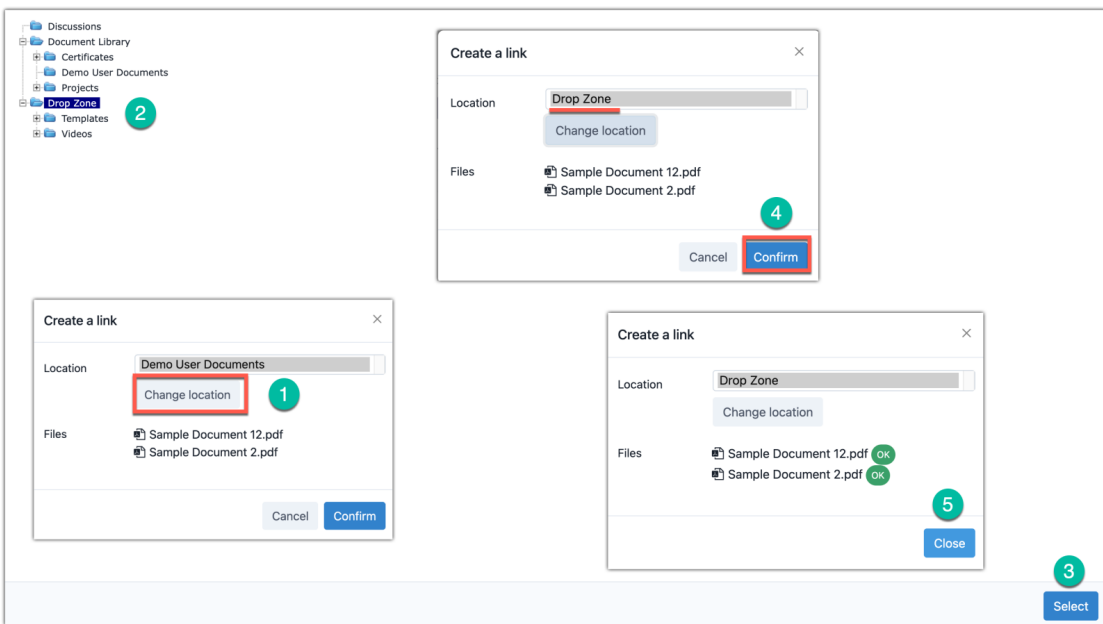 Discussions
Document Library
Certificates
Demo User Documents
Projects
Drop Zone
2
Templates
Videos
Create a link
Location
Drop Zone
Change location
Files
Sample Document 12.pdf
Sample Document 2.pdf
4
Cancel
Confirm
Create a link
Location
Demo User Documents
Change location
1
Files
Sample Document 12.pdf
Sample Document 2.pdf
Cancel
Confirm
Create a link
Location
Drop Zone
Change location
Files
Sample Document 12.pdf OK
Sample Document 2.pdf OK
5
Close
3
Select